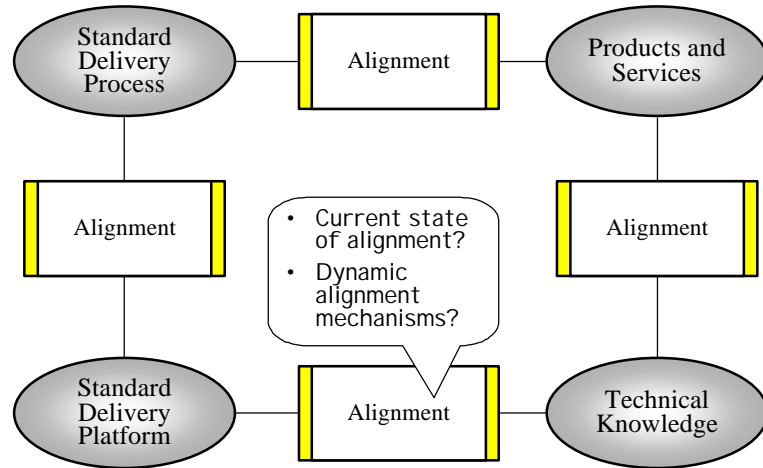 Standard
Delivery
Process
Alignment
Products and
Services
Alignment
• Current state
of alignment?
• Dynamic
alignment
mechanisms?
Alignment
Standard
Delivery
Platform
Alignment
Technical
Knowledge